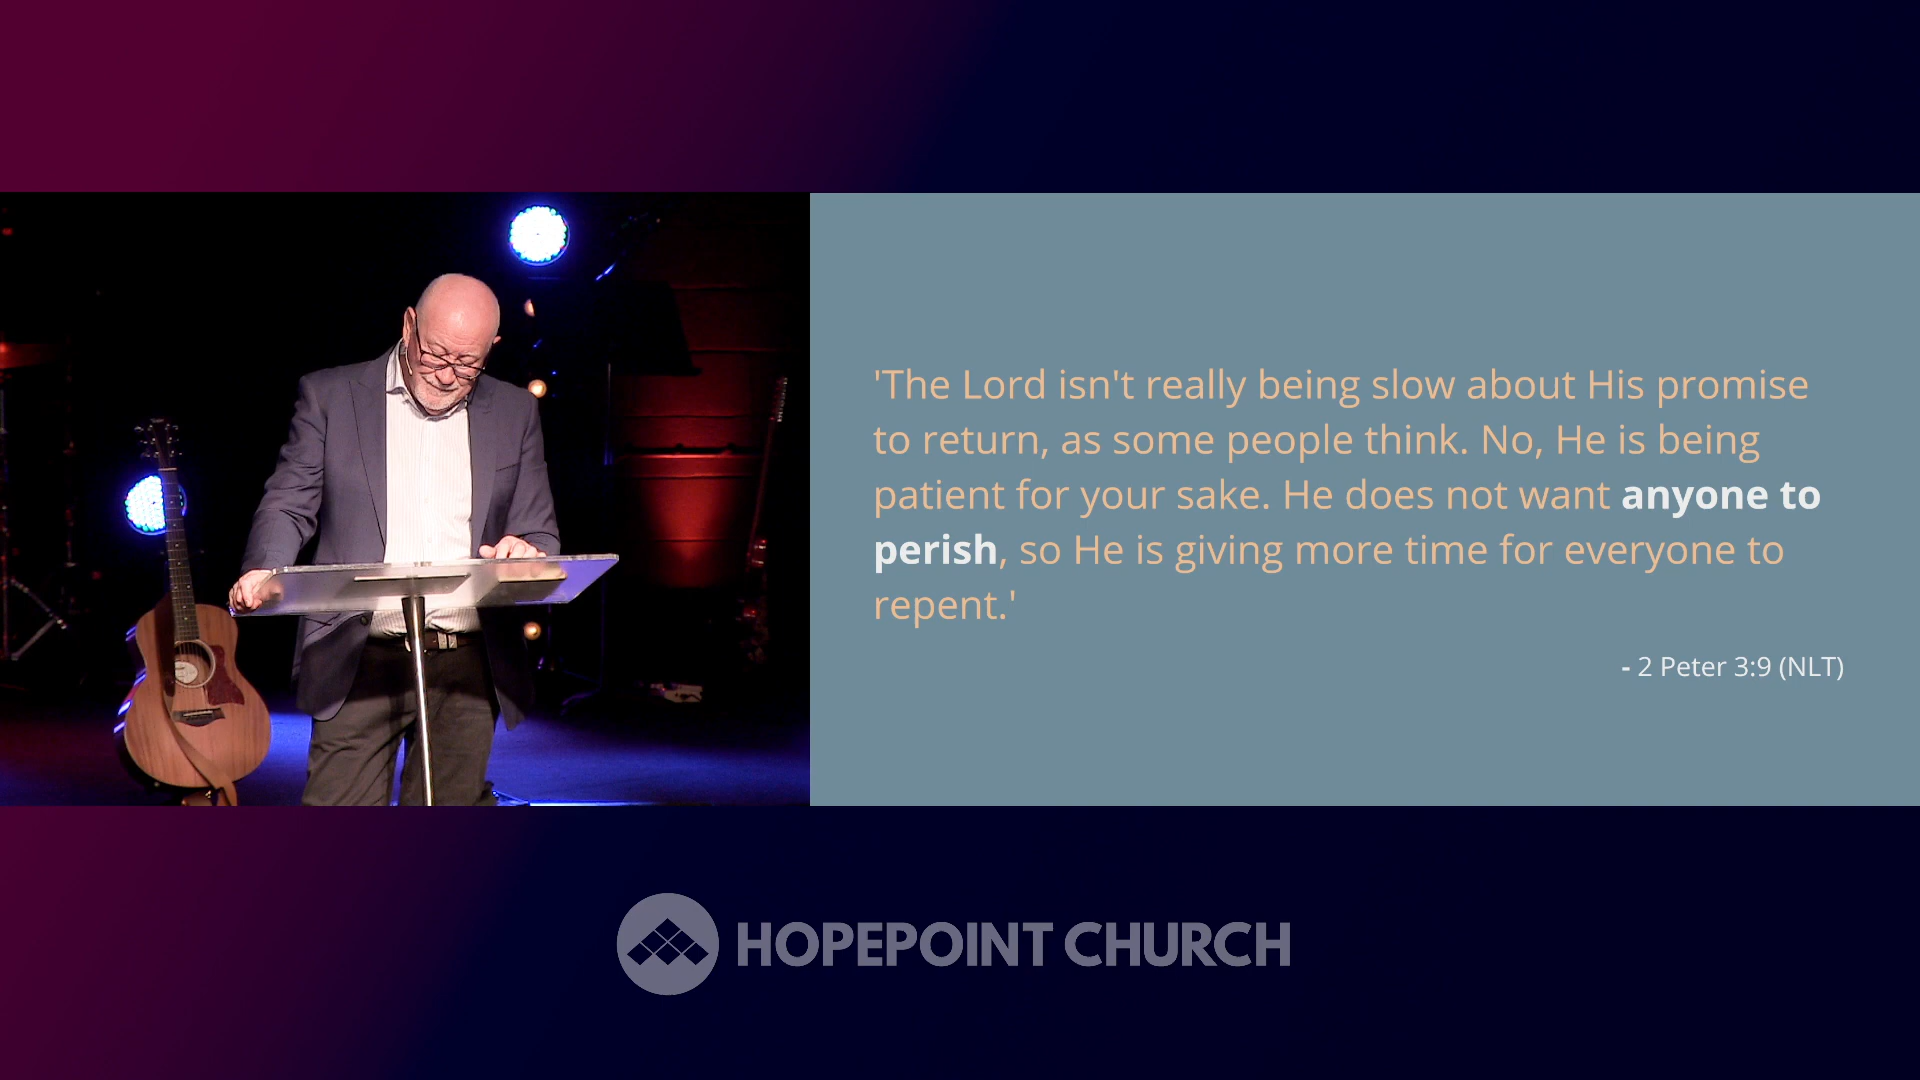 'The Lord isn't really being slow about His promise
to return, as some people think. No, He is being
patient for your sake. He does not want anyone to
perish, so He is giving more time for everyone to
repent.'
- 2 Peter 3:9 (NLT)
HOPEPOINT CHURCH